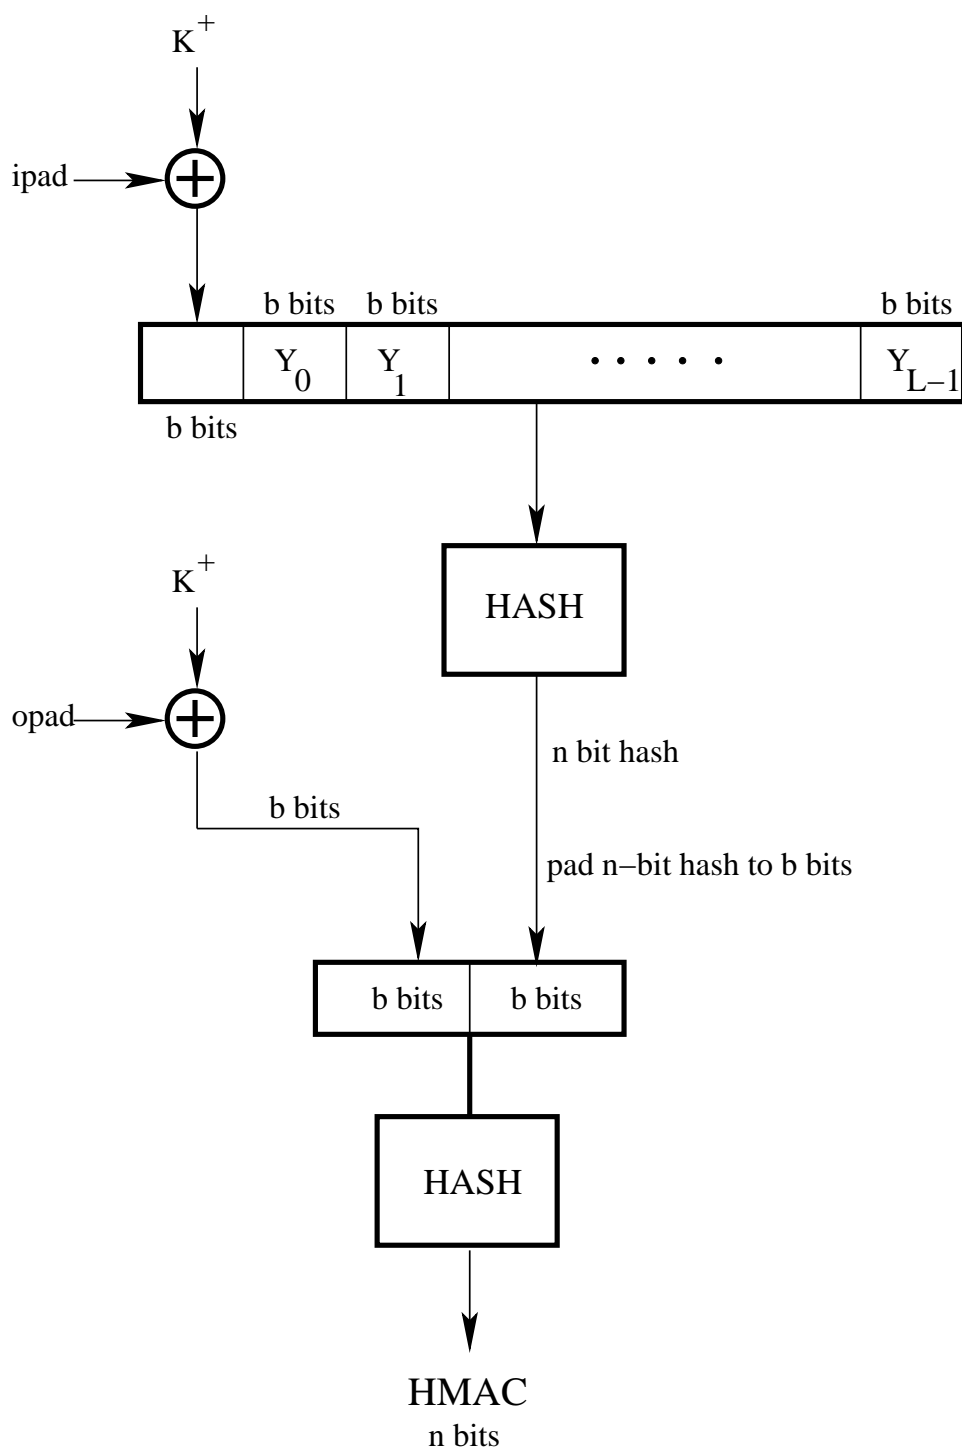 K+
ipad
b bits b bits b bits
Y0 Y1 ..... YL−1
b bits
HASH
K+
opad
n bit hash
b bits
pad n−bit hash to b bits
b bits b bits
HASH
HMAC
n bits